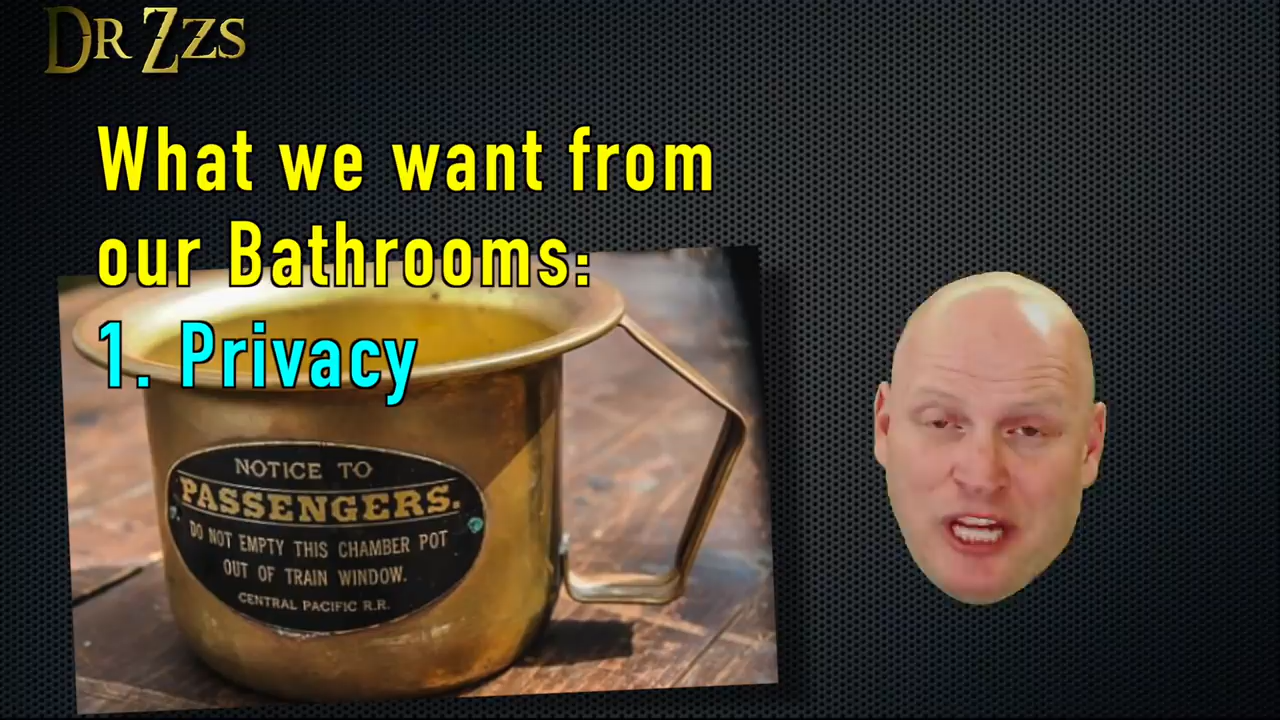 DR ZZS
What we want from
our Bathrooms:
1. Privacy
NOTICE TO
PASSENGERS.
DO NOT EMPTY THIS CHAMBER POT
OUT OF TRAIN WINDOW.
CENTRAL PACIFIC R.R.